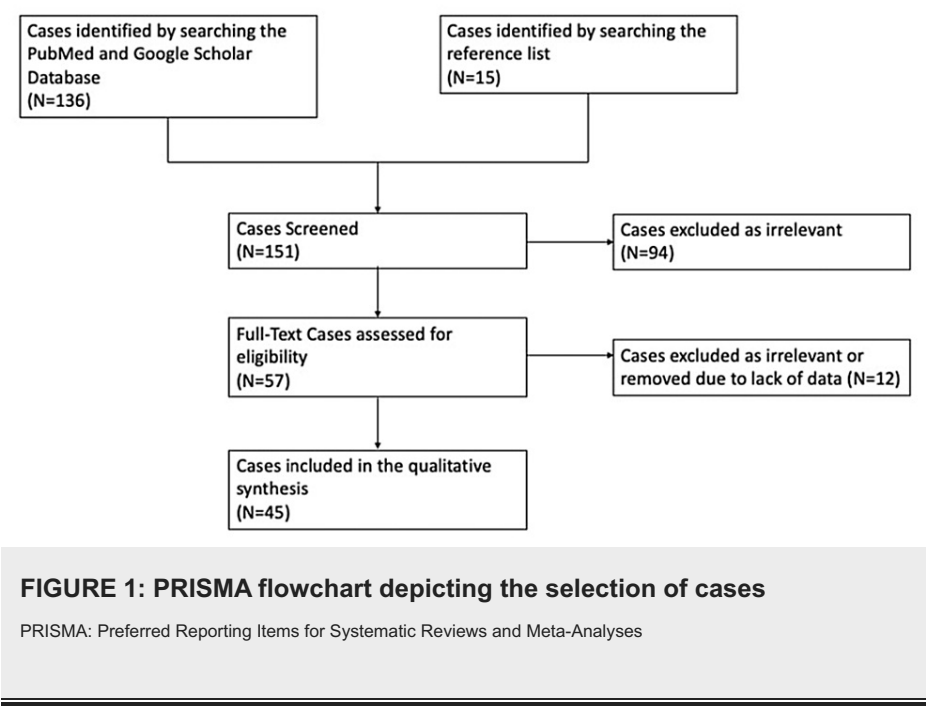 Cases identified by searching the
PubMed and Google Scholar
Database
(N=136)
Cases identified by searching the
reference list
(N=15)
Cases Screened
(N=151)
Cases excluded as irrelevant
(N=94)
Full-Text Cases assessed for
eligibility
(N=57)
Cases excluded as irrelevant or
removed due to lack of data (N=12)
Cases included in the qualitative
synthesis
(N=45)
FIGURE 1: PRISMA flowchart depicting the selection of cases
PRISMA: Preferred Reporting Items for Systematic Reviews and Meta-Analyses